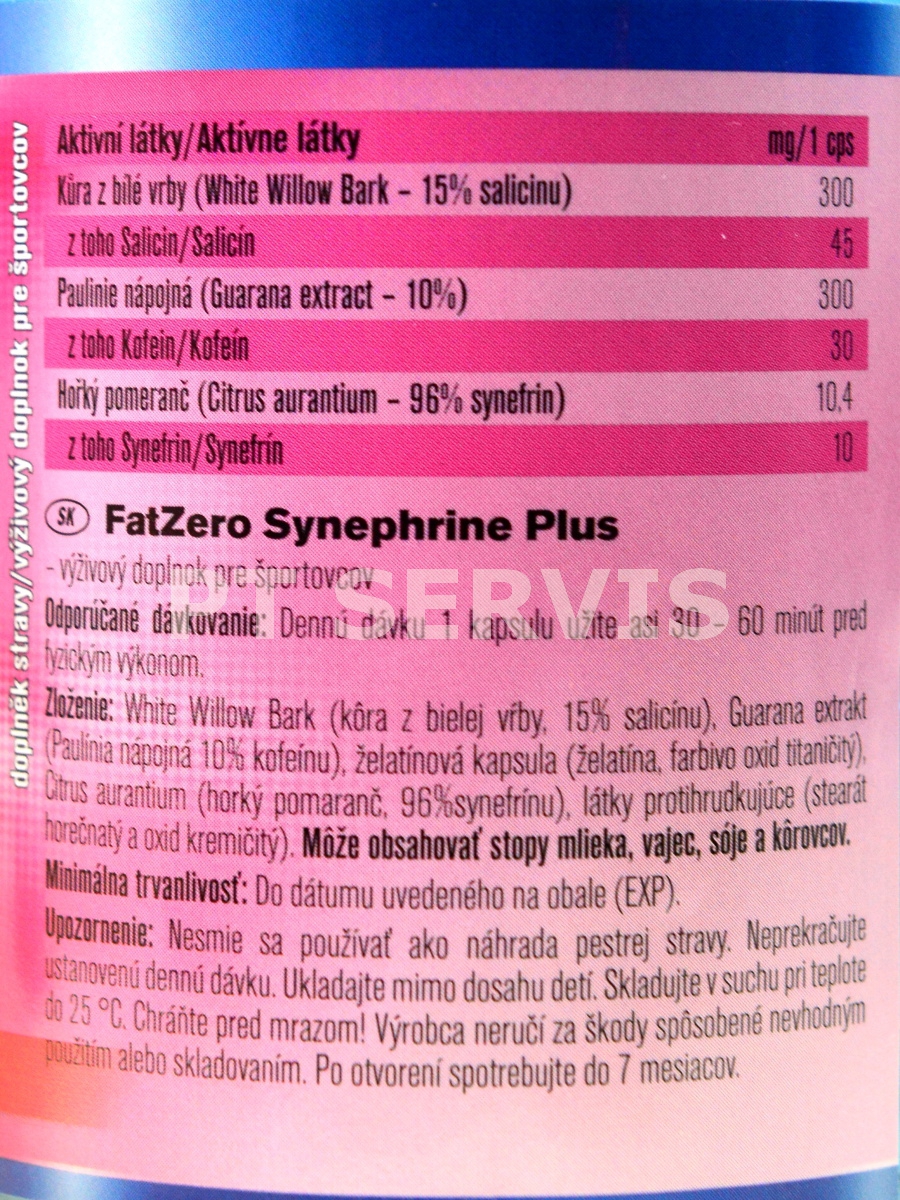 Aktivní látky/Aktívne látky mg/1 cps
Kůra z bílé vrby (White Willow Bark – 15% salicinu) 300
z toho Salicin/Salicín 45
Paulinie nápojná (Guarana extract – 10%) 300
z toho Kofein/Kofeín 30
Hořký pomeranč (Citrus aurantium – 96% synefrin) 10,4
z toho Synefrin/Synefrín 10
SK FatZero Synephrine Plus
- výživový doplnok pre športovcov
Odporúčané dávkovanie: Dennú dávku 1 kapsulu užite asi 30 – 60 minút pred
fyzickým výkonom.
Zloženie: White Willow Bark (kôra z bielej vŕby, 15% salicínu), Guarana extrakt
(Paulínia nápojná 10% kofeínu), želatínová kapsula (želatína, farbivo oxid titaničitý),
Citrus aurantium (horký pomaranč, 96%synefrínu), látky protihrudkujúce (stearát
horečnatý a oxid kremičitý). Môže obsahovať stopy mlieka, vajec, sóje a kôrovcov.
Minimálna trvanlivosť: Do dátumu uvedeného na obale (EXP).
Upozornenie: Nesmie sa používať ako náhrada pestrej stravy. Neprekračujte
ustanovenú dennú dávku. Ukladajte mimo dosahu detí. Skladujte v suchu pri teplote
do 25 °C. Chráňte pred mrazom! Výrobca neručí za škody spôsobené nevhodným
použitím alebo skladovaním. Po otvorení spotrebujte do 7 mesiacov.
doplněk stravy/výživový doplnok pre športovcov
PT SERVIS